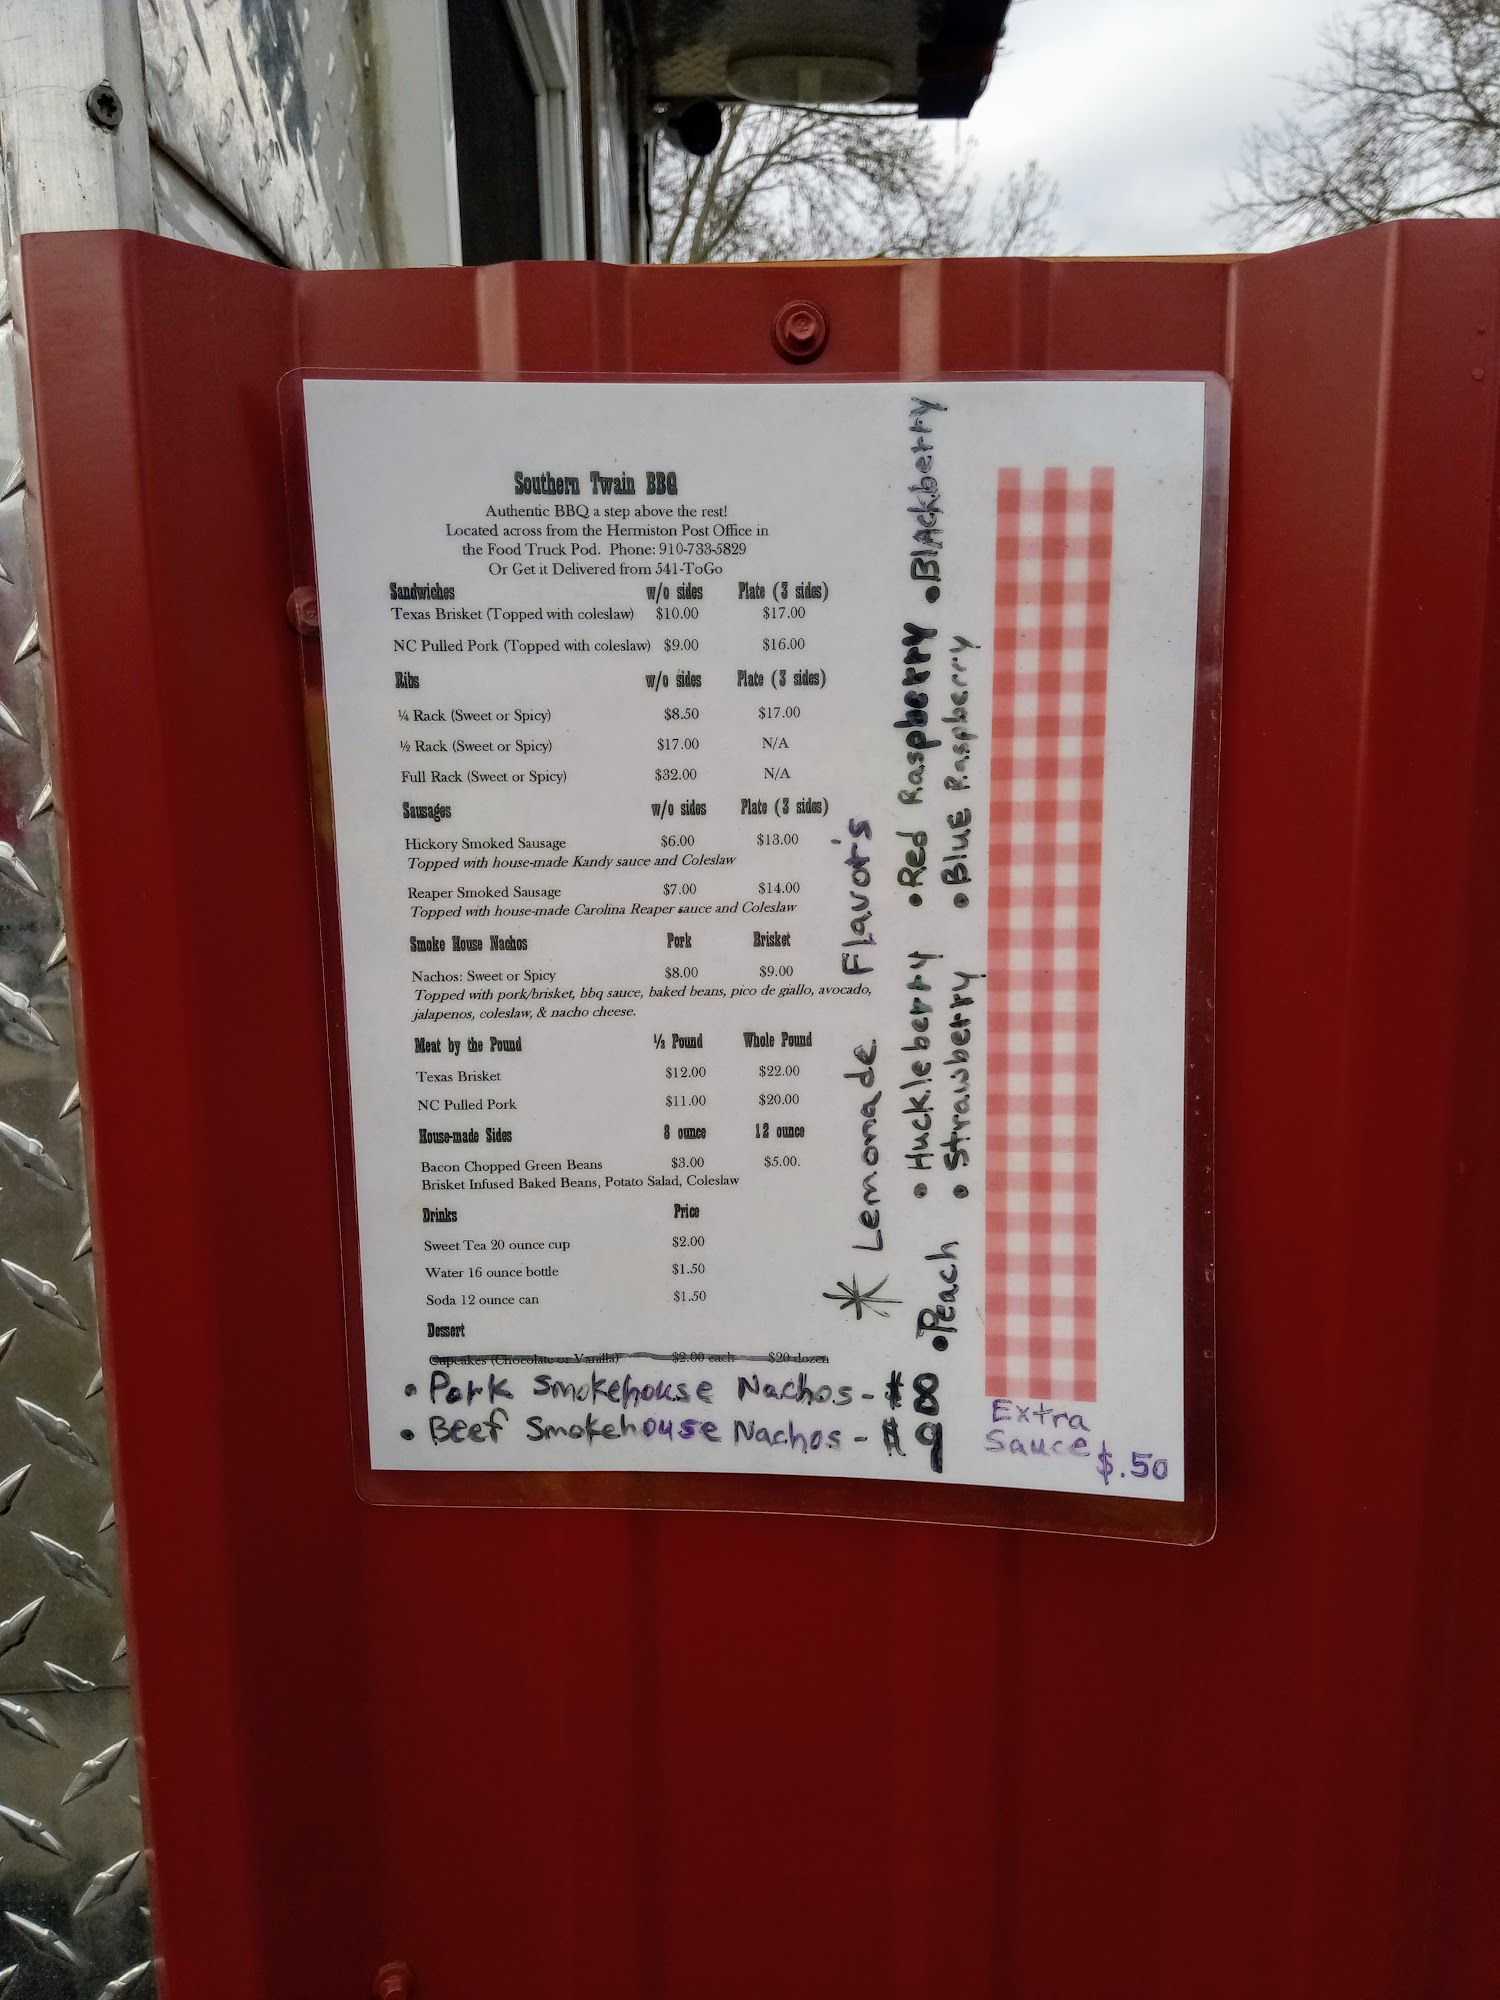 Southern Twain BBQ
Authentic BBQ a step above the rest!
Located across from the Hermiston Post Office in
the Food Truck Pod. Phone: 910-733-5829
Or Get it Delivered from 541-ToGo
Sandwiches w/o sides Plate (3 sides)
Texas Brisket (Topped with coleslaw) $10.00 $17.00
NC Pulled Pork (Topped with coleslaw) $9.00 $16.00
Ribs w/o sides Plate (3 sides)
¼ Rack (Sweet or Spicy) $8.50 $17.00
½ Rack (Sweet or Spicy) $17.00 N/A
Full Rack (Sweet or Spicy) $32.00 N/A
Sausages w/o sides Plate (3 sides)
Hickory Smoked Sausage $6.00 $13.00
Topped with house-made Kandy sauce and Coleslaw
Reaper Smoked Sausage $7.00 $14.00
Topped with house-made Carolina Reaper sauce and Coleslaw
Smoke House Nachos Pork Brisket
Nachos: Sweet or Spicy $8.00 $9.00
Topped with pork/brisket, bbq sauce, baked beans, pico de giallo, avocado,
jalapenos, coleslaw, & nacho cheese.
Meat by the Pound ½ Pound Whole Pound
Texas Brisket $12.00 $22.00
NC Pulled Pork $11.00 $20.00
House-made Sides 8 ounce 12 ounce
Bacon Chopped Green Beans $3.00 $5.00.
Brisket Infused Baked Beans, Potato Salad, Coleslaw
Drinks Price
Sweet Tea 20 ounce cup $2.00
Water 16 ounce bottle $1.50
Soda 12 ounce can $1.50
Dessert
Cupcakes (Chocolate or Vanilla) $2.00 each $20 dozen
• Pork Smokehouse Nachos - $8
• Beef Smokehouse Nachos - $9
* Lemonade Flavor's
• Peach • Huckleberry • Red Raspberry • Blackberry
• Strawberry • Blue Raspberry
Extra
Sauce $.50